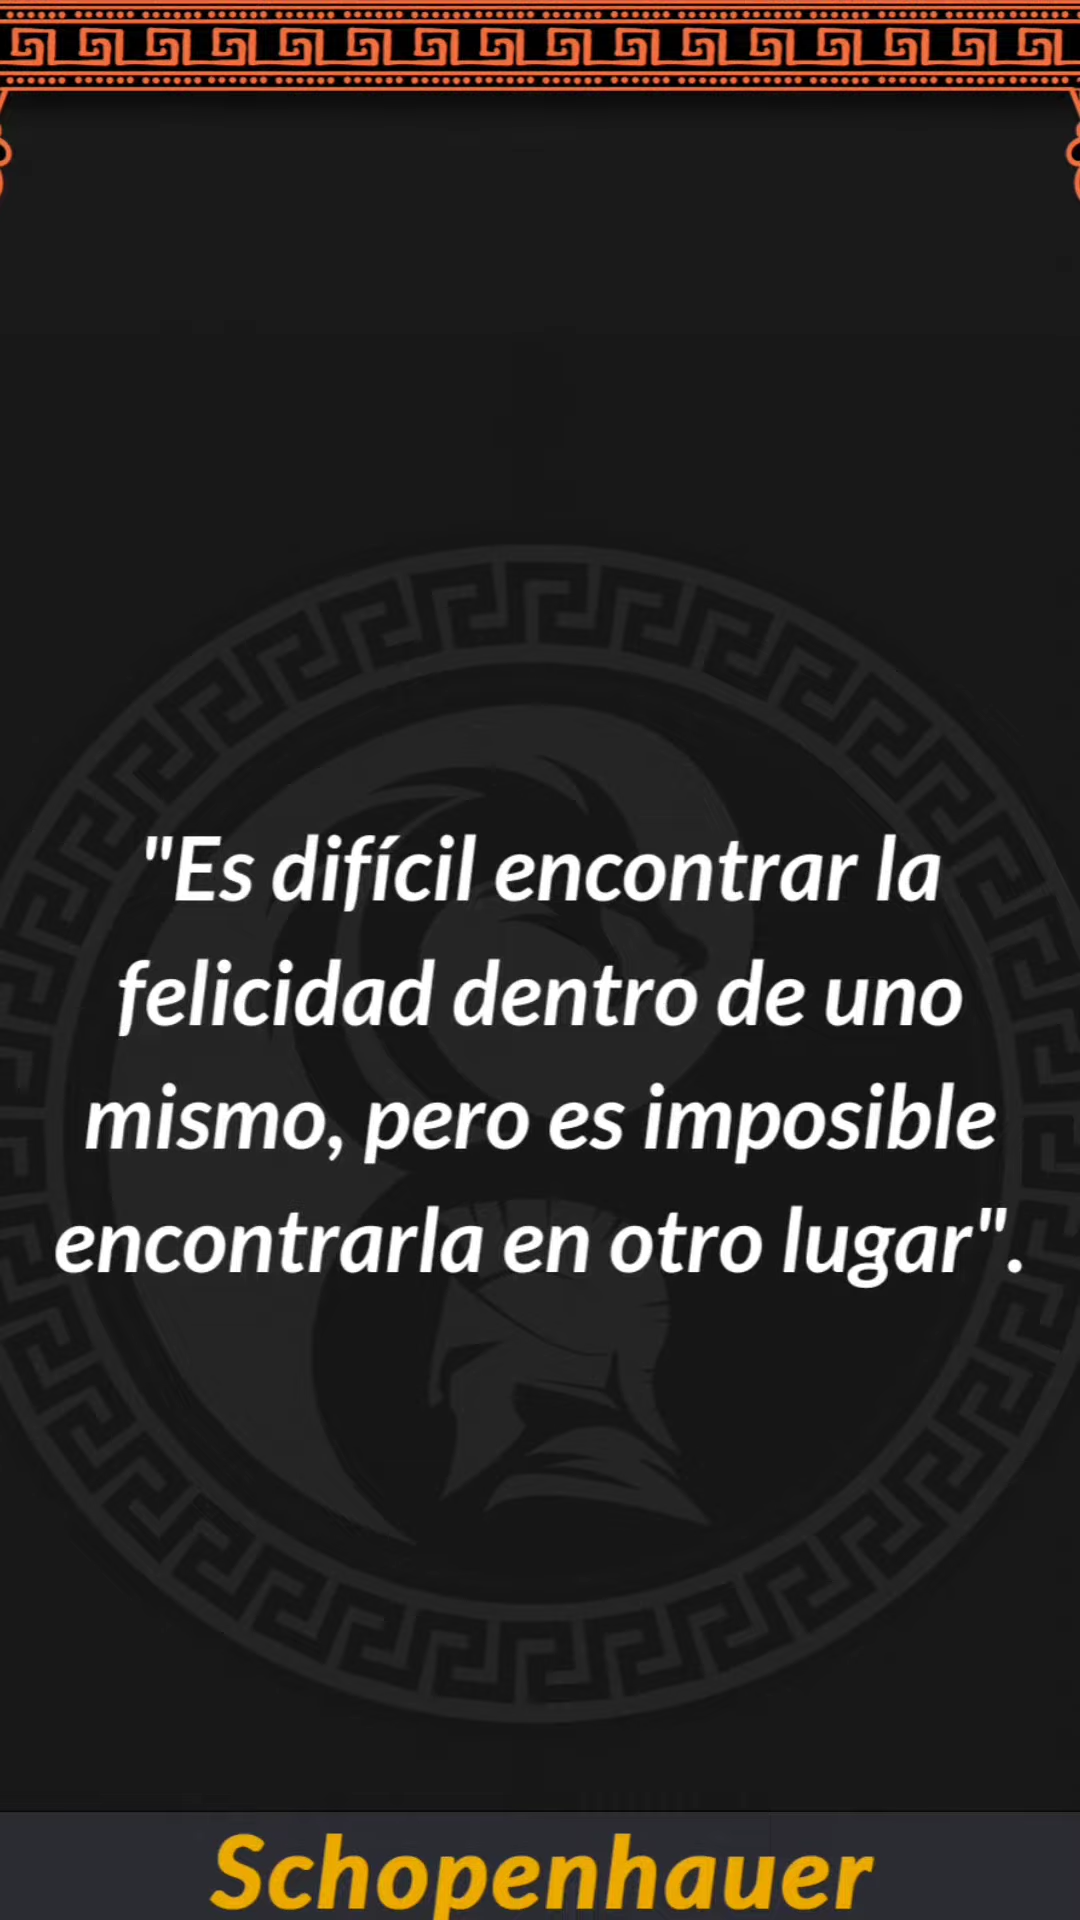 "Es difícil encontrar la
felicidad dentro de uno
mismo, pero es imposible
encontrarla en otro lugar".
Schopenhauer